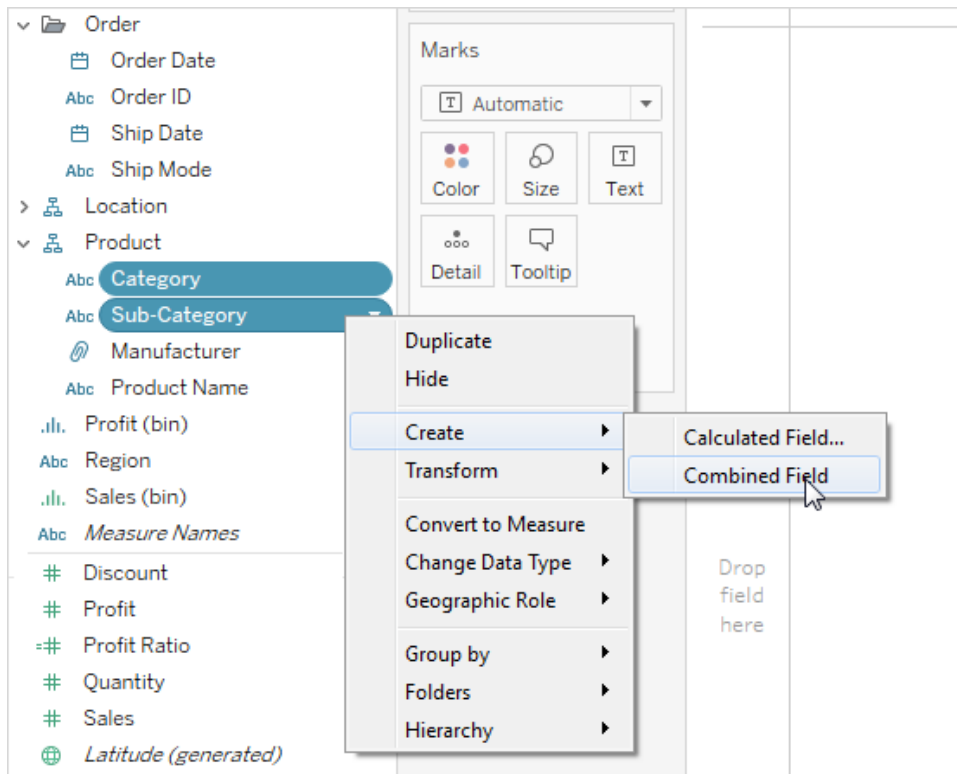 Order
Order Date
Abc Order ID
Ship Date
Abc Ship Mode
Location
Product
Abc Category
Abc Sub-Category
Manufacturer
Abc Product Name
Profit (bin)
Abc Region
Sales (bin)
Abc Measure Names
# Discount
# Profit
=# Profit Ratio
# Quantity
# Sales
Latitude (generated)
Marks
T Automatic
Color
Size
T
Text
Detail
Tooltip
Duplicate
Hide
Create
Transform
Convert to Measure
Change Data Type
Geographic Role
Group by
Folders
Hierarchy
Calculated Field...
Combined Field
Drop
field
here